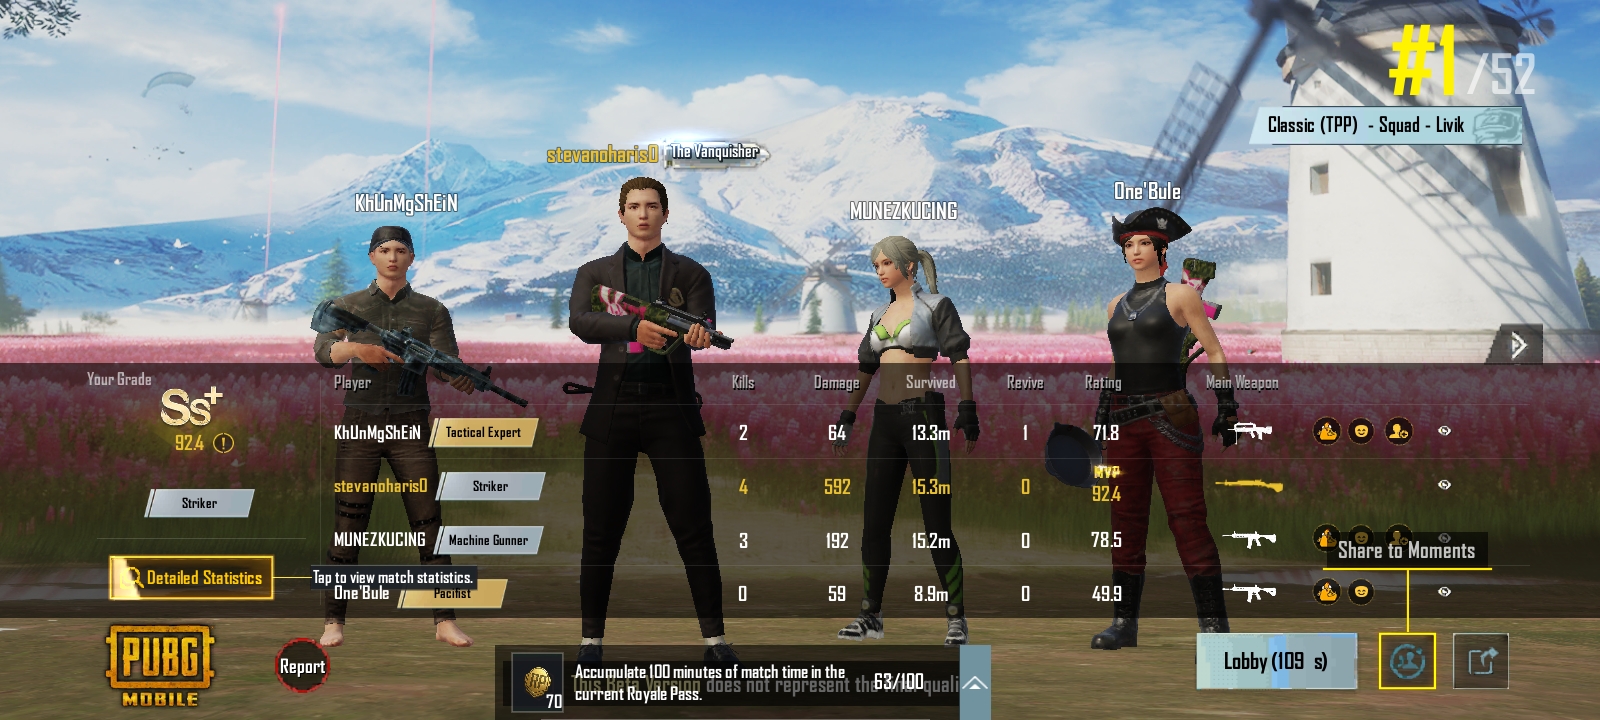 #1/52
Classic (TPP) - Squad - Livik
stevanoharis0 The Vanquisher
KhUnMgShEiN
MUNEZKUCING
One'Bule
Your Grade
Ss+
92.4
Striker
Detailed Statistics
Tap to view match statistics.
Player Kills Damage Survived Revive Rating Main Weapon
KhUnMgShEiN Tactical Expert 2 64 13.3m 1 71.8
MVP
stevanoharis0 Striker 4 592 15.3m 0 92.4
MUNEZKUCING Machine Gunner 3 192 15.2m 0 78.5
One'Bule Pacifist 0 59 8.9m 0 49.9
Share to Moments
PUBG
MOBILE
Report
70
Accumulate 100 minutes of match time in the
current Royale Pass.
63/100
This Beta Version does not represent the final quali
Lobby (109 s)